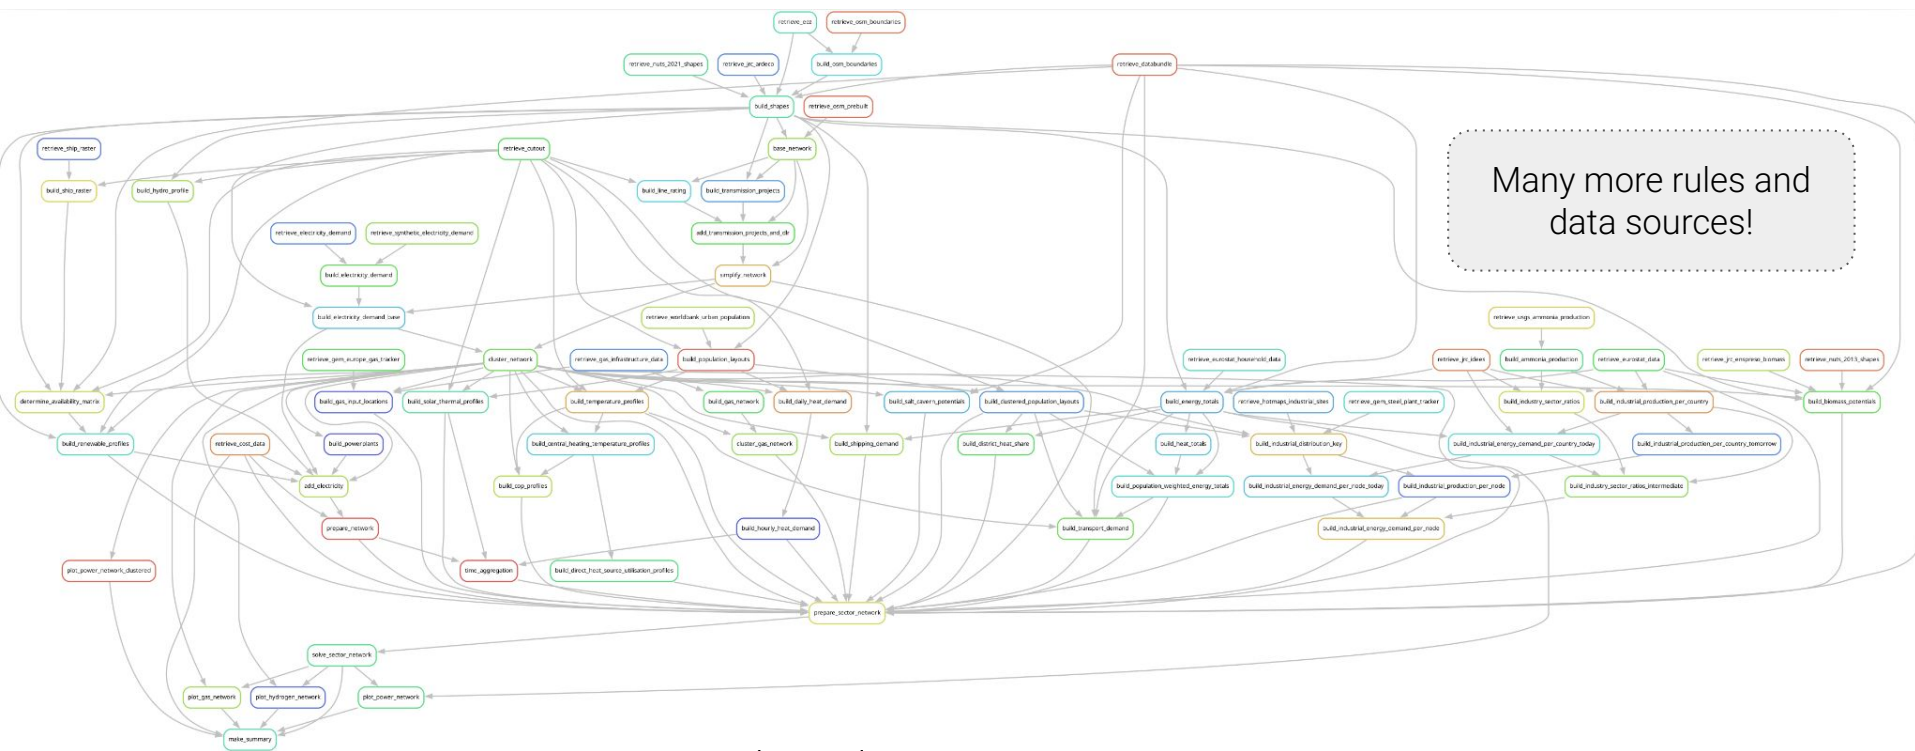 retrieve_eez
retrieve_osm_boundaries
retrieve_nuts_2021_shapes
retrieve_jrc_ardeco
build_osm_boundaries
retrieve_databundle
build_shapes
retrieve_osm_prebuilt
retrieve_ship_raster
retrieve_cutout
base_network
Many more rules and
data sources!
build_ship_raster
build_hydro_profile
build_line_rating
build_transmission_projects
retrieve_electricity_demand
retrieve_synthetic_electricity_demand
add_transmission_projects_and_dlr
build_electricity_demand
simplify_network
build_electricity_demand_base
retrieve_worldbank_urban_population
retrieve_usgs_ammonia_production
retrieve_gem_europe_gas_tracker
cluster_network
retrieve_gas_infrastructure_data
build_population_layouts
retrieve_eurostat_household_data
retrieve_jrc_idees
build_ammonia_production
retrieve_eurostat_data
retrieve_jrc_enspreso_biomass
retrieve_nuts_2013_shapes
determine_availability_matrix
build_gas_input_locations
build_solar_thermal_profiles
build_temperature_profiles
build_gas_network
build_daily_heat_demand
build_salt_cavern_potentials
build_clustered_population_layouts
build_energy_totals
retrieve_hotmaps_industrial_sites
retrieve_gem_steel_plant_tracker
build_industry_sector_ratios
build_industrial_production_per_country
build_biomass_potentials
build_renewable_profiles
retrieve_cost_data
build_powerplants
build_central_heating_temperature_profiles
cluster_gas_network
build_shipping_demand
build_district_heat_share
build_heat_totals
build_industrial_distribution_key
build_industrial_energy_demand_per_country_today
build_industrial_production_per_country_tomorrow
add_electricity
build_cop_profiles
build_population_weighted_energy_totals
build_industrial_energy_demand_per_node_today
build_industrial_production_per_node
build_industry_sector_ratios_intermediate
prepare_network
build_hourly_heat_demand
build_transport_demand
build_industrial_energy_demand_per_node
plot_power_network_clustered
time_aggregation
build_direct_heat_source_utilisation_profiles
prepare_sector_network
solve_sector_network
plot_gas_network
plot_hydrogen_network
plot_power_network
make_summary